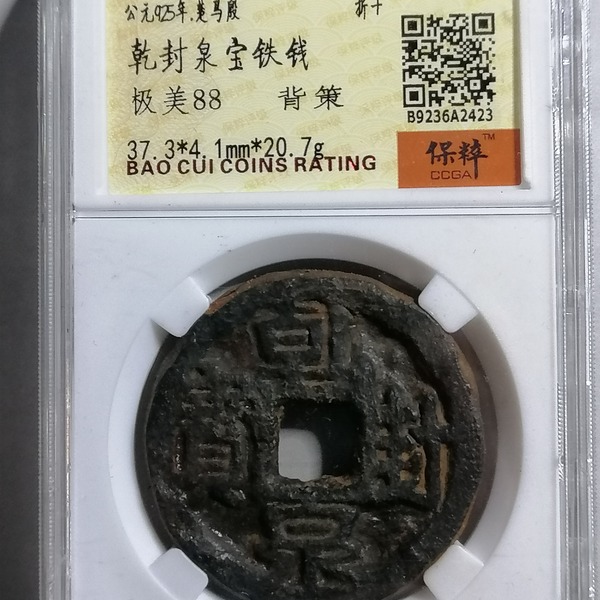 公元925年.楚马殷 折十
乾封泉宝铁钱
极美88 背策
B9236A2423
37.3*4.1mm*20.7g
BAO CUI COINS RATING
保粹™
CCGA
乾
封
寶
泉